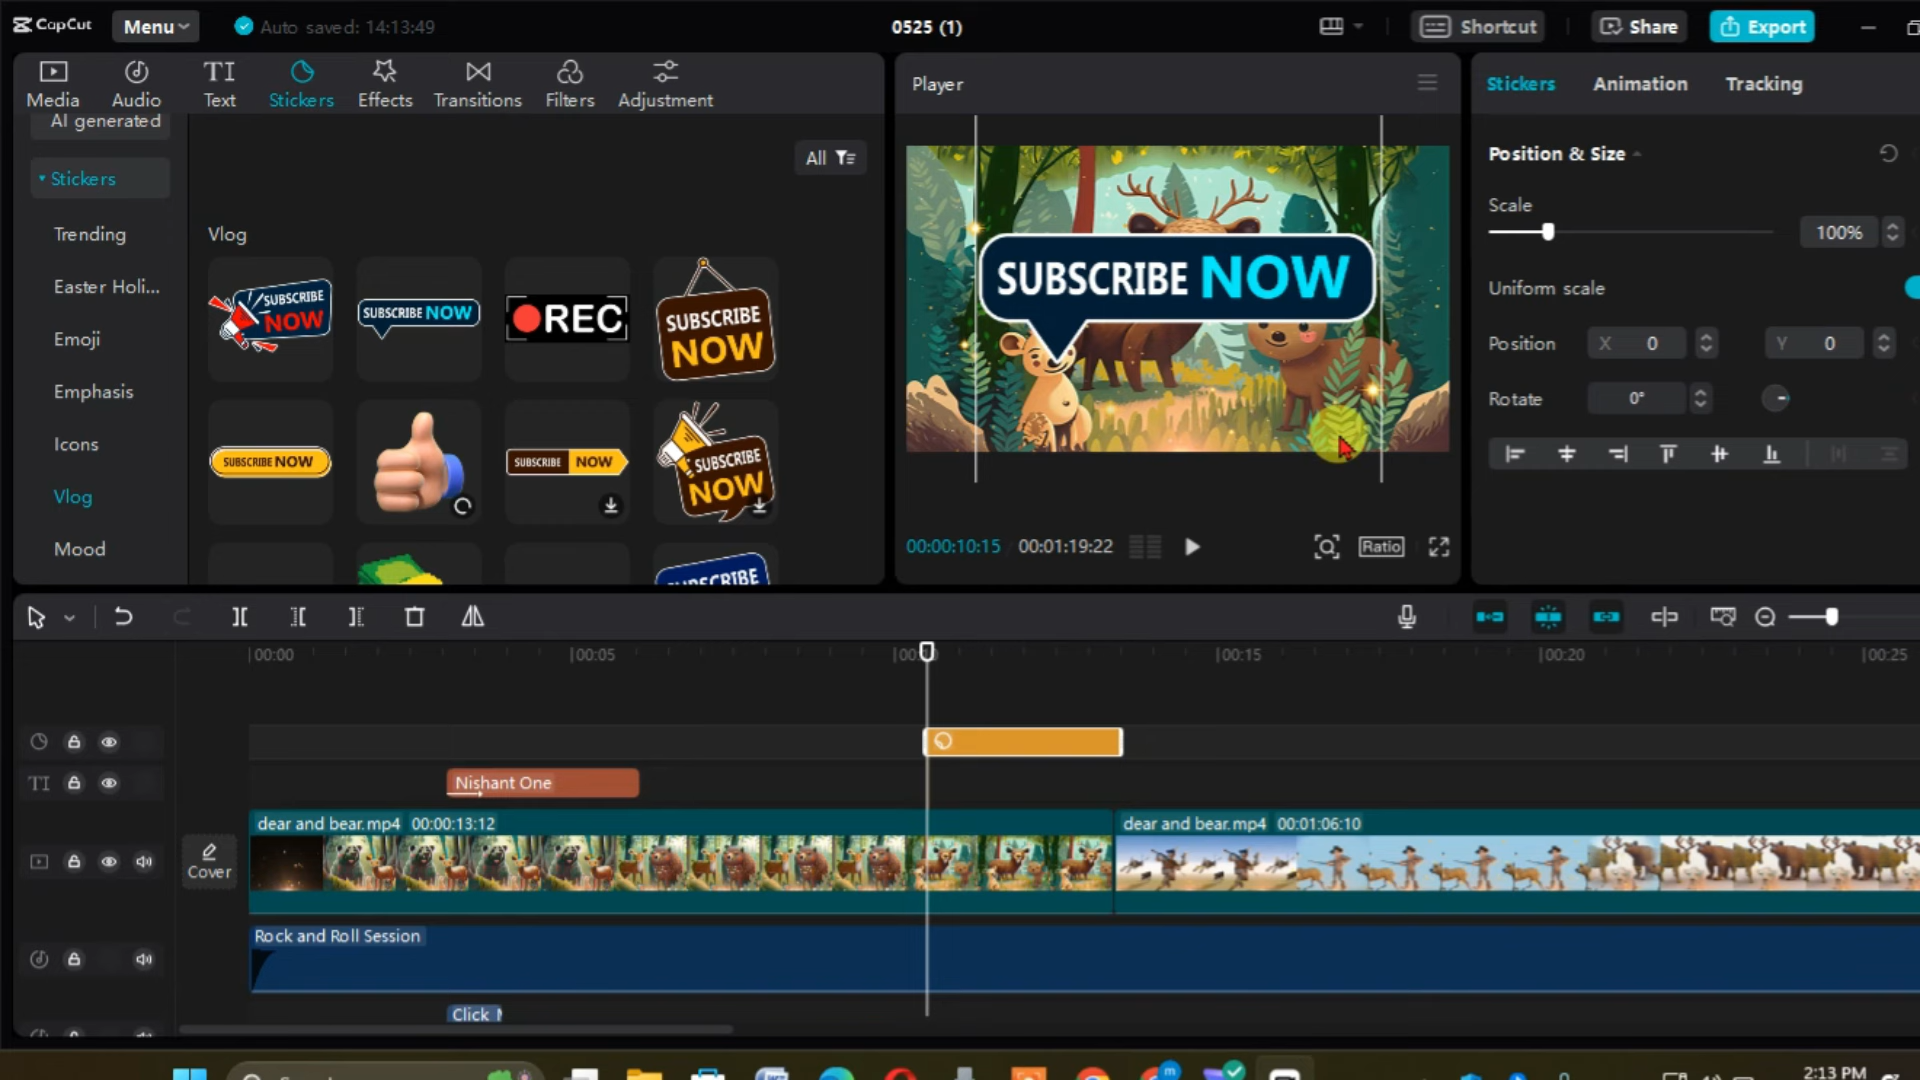 CapCut Menu Auto saved: 14:13:49 0525 (1) Shortcut Share Export
Media Audio TI Text Stickers Effects Transitions Filters Adjustment
AI generated
Stickers
Trending
Easter Holi...
Emoji
Emphasis
Icons
Vlog
Mood
All
Vlog
SUBSCRIBE NOW
SUBSCRIBE NOW
REC
SUBSCRIBE NOW
SUBSCRIBE NOW
SUBSCRIBE NOW
SUBSCRIBE NOW
SUBSCRIBE
Player
SUBSCRIBE NOW
00:00:10:15 00:01:19:22 Ratio
Stickers Animation Tracking
Position & Size
Scale
100%
Uniform scale
Position X 0 Y 0
Rotate 0°
00:00 00:05 00:10 00:15 00:20 00:25
TI Nishant One
dear and bear.mp4 00:00:13:12 dear and bear.mp4 00:01:06:10
Cover
Rock and Roll Session
Click
2:13 PM